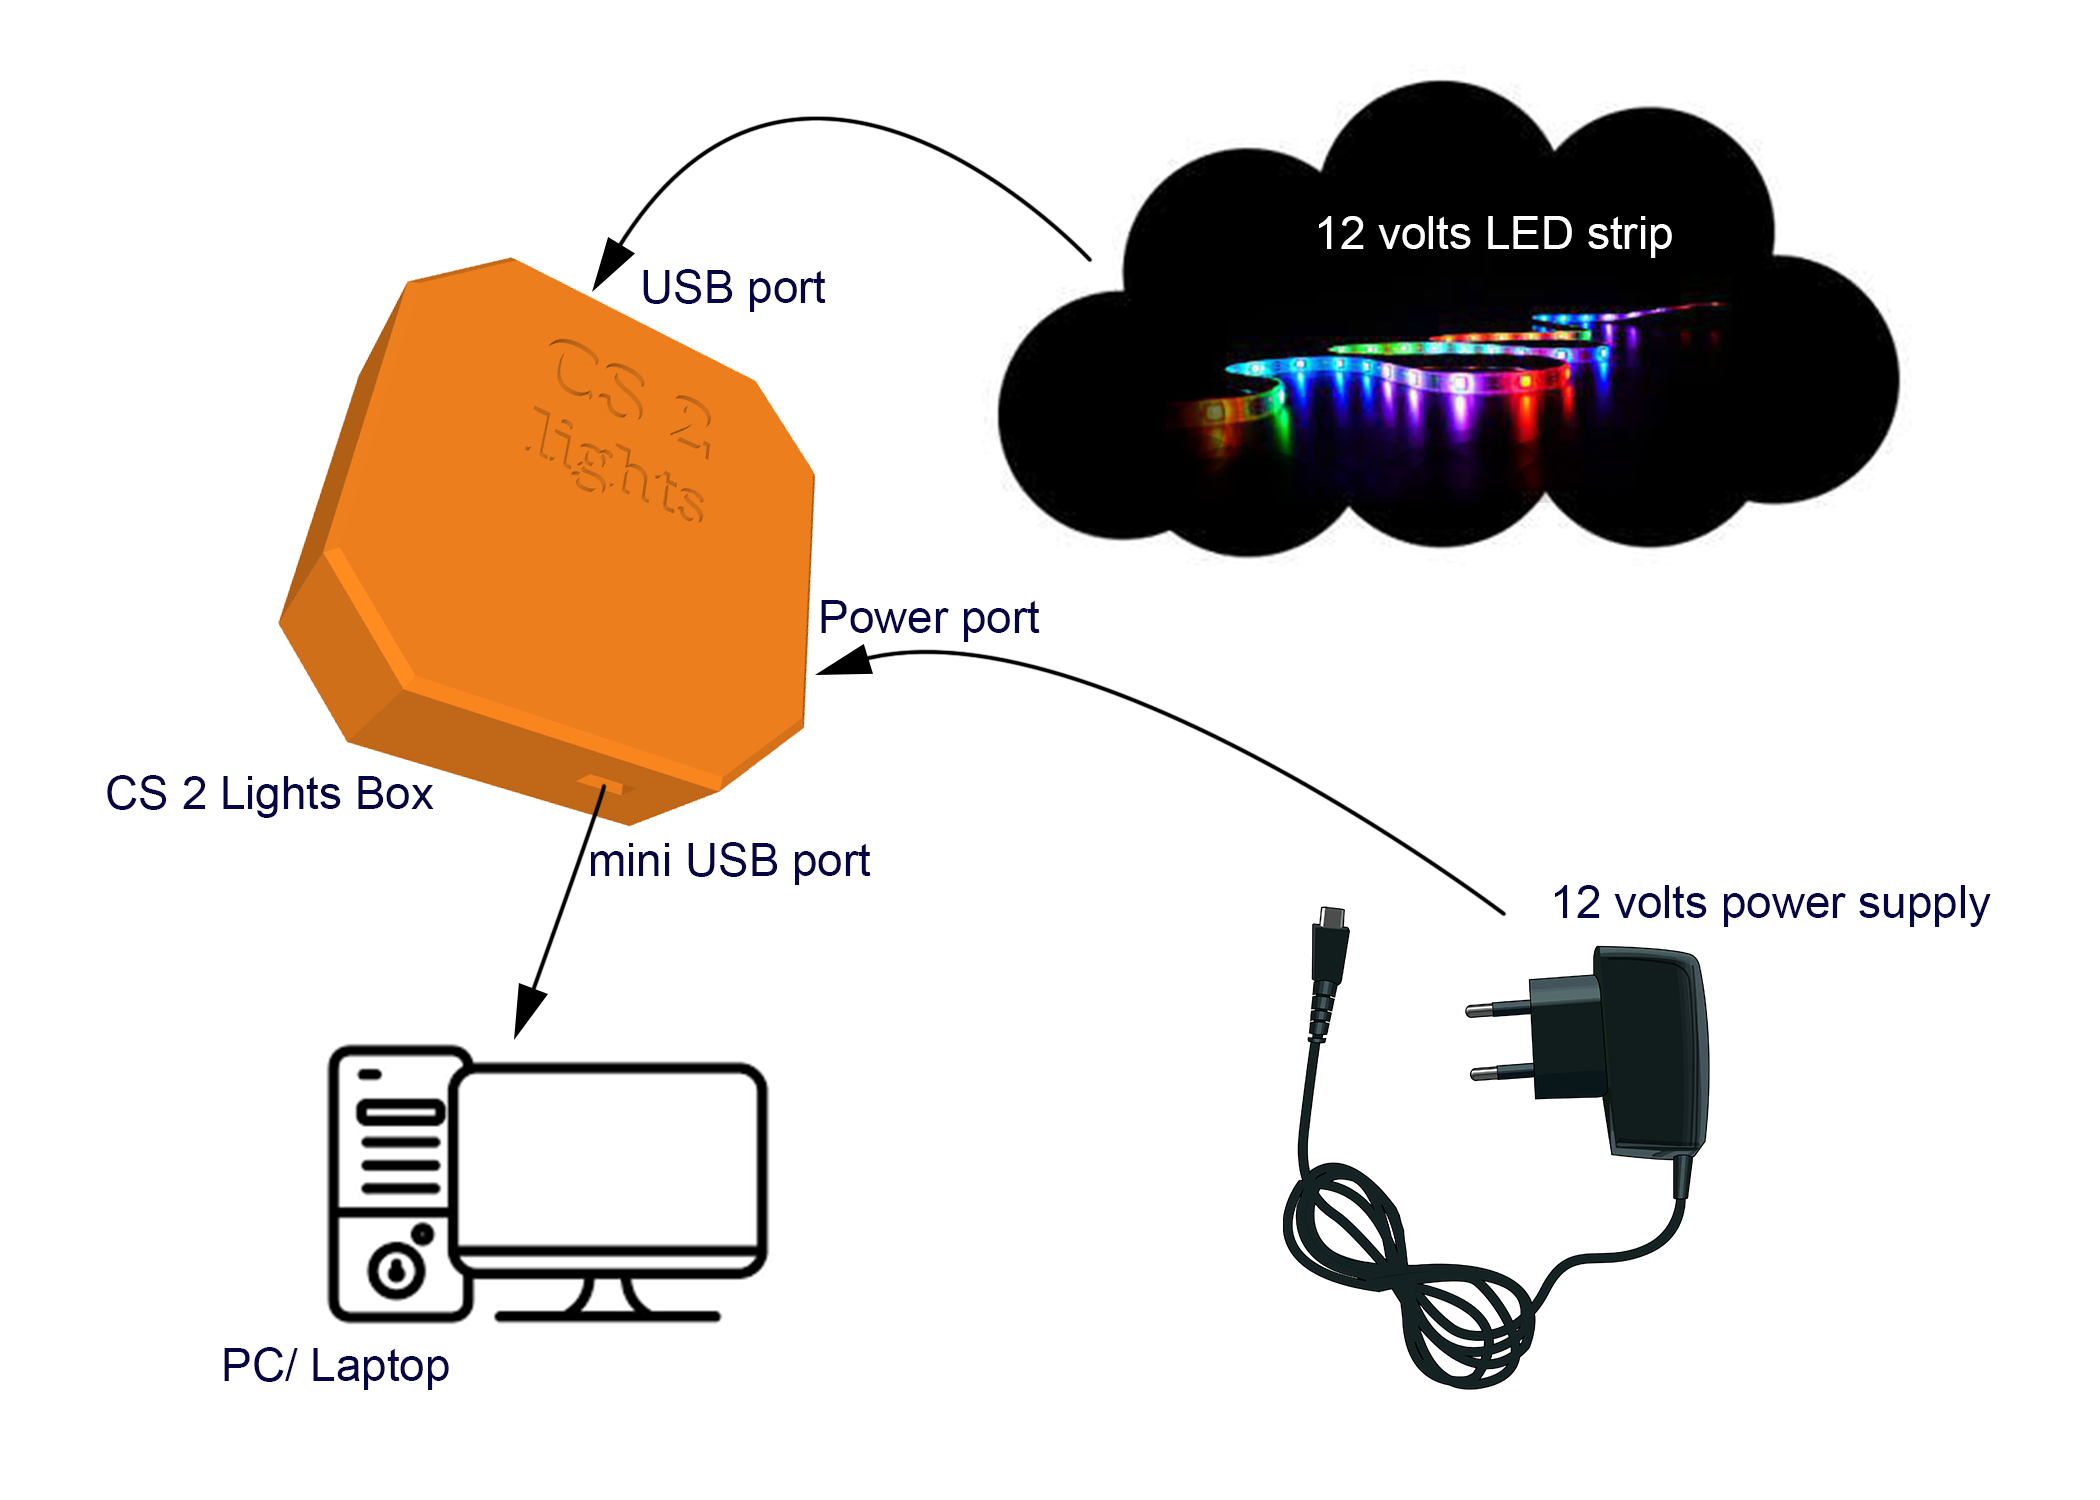 12 volts LED strip
USB port
CS 2
lights
Power port
CS 2 Lights Box
mini USB port
12 volts power supply
PC/ Laptop